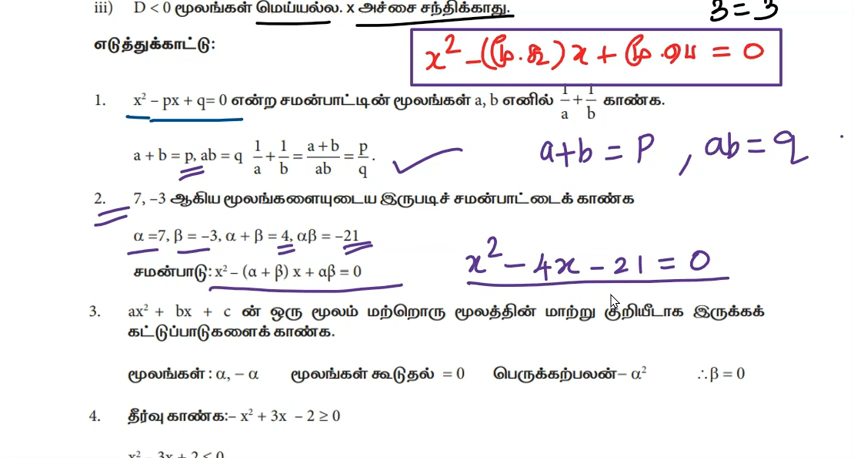 iii) D < 0 மூலங்கள் மெய்யல்ல. x அச்சை சந்திக்காது.
3 = 3
எடுத்துக்காட்டு:
x² – (மூ.கூ) x + மூ.பெ = 0
1. x² – px + q= 0 என்ற சமன்பாட்டின் மூலங்கள் a, b எனில் 1/a + 1/b காண்க.
a + b = p, ab = q 1/a + 1/b = a + b/ab = p/q.
a+b = p , ab = q
2. 7, –3 ஆகிய மூலங்களையுடைய இருபடிச் சமன்பாட்டைக் காண்க
α =7, β = –3, α + β = 4, αβ = –21
சமன்பாடு: x² – (α + β) x + αβ = 0
x² – 4x – 21 = 0
3. ax² + bx + c ன் ஒரு மூலம் மற்றொரு மூலத்தின் மாற்று குறியீடாக இருக்கக்
கட்டுப்பாடுகளைக் காண்க.
மூலங்கள் : α, – α மூலங்கள் கூடுதல் = 0 பெருக்கற்பலன் – α² ∴ β = 0
4. தீர்வு காண்க:– x² + 3x – 2 ≥ 0
x² – 3x + 2 ≤ 0